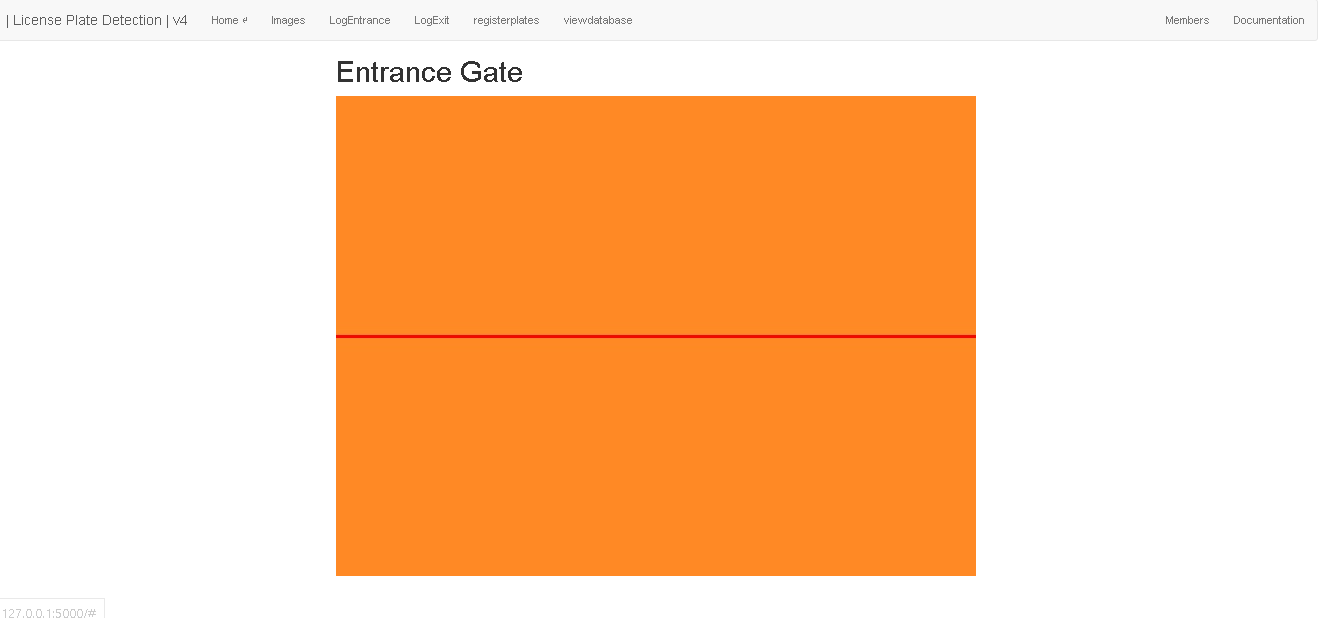 | License Plate Detection | v4 Home Images LogEntrance LogExit registerplates viewdatabase Members Documentation
Entrance Gate
127.0.0.1:5000/#